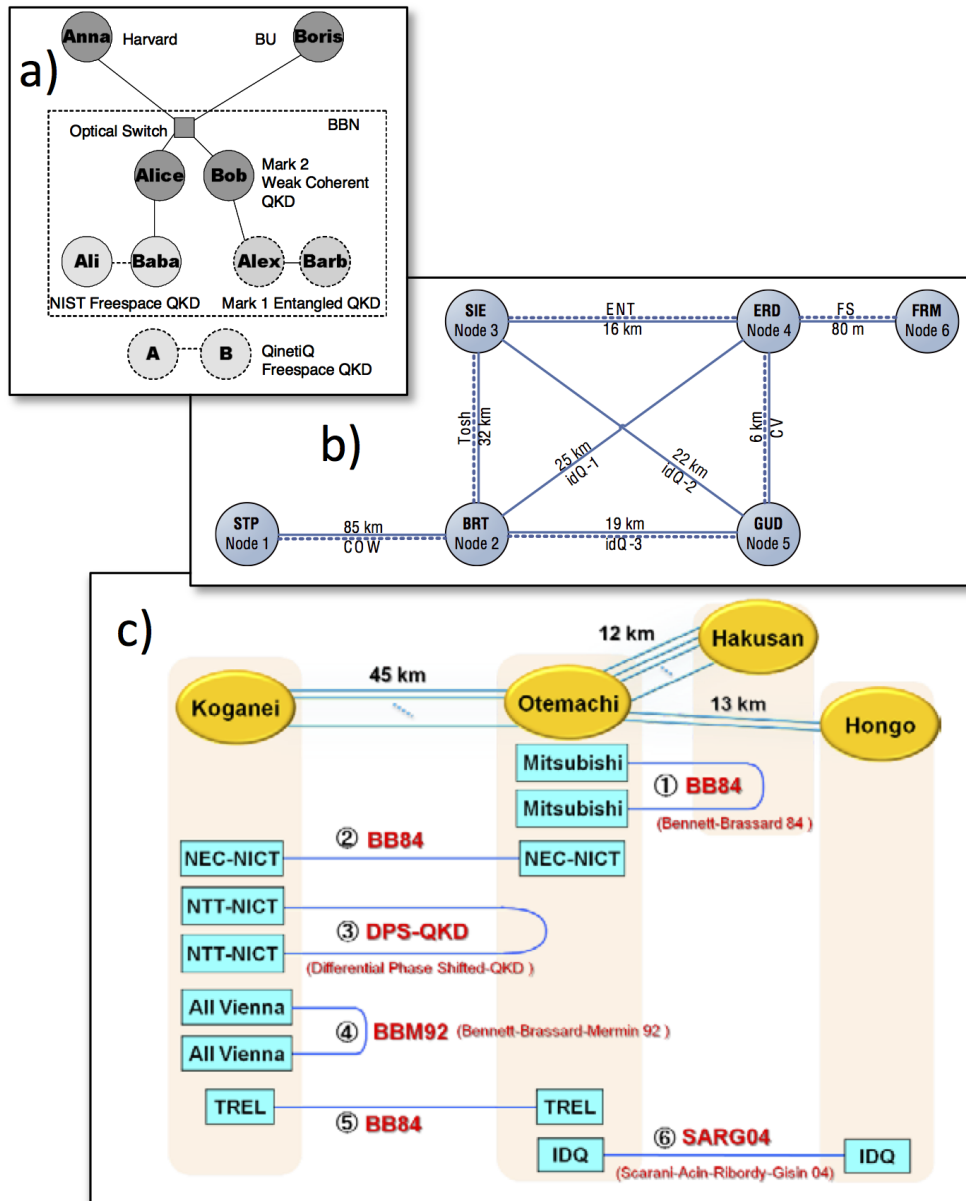 a)
Anna
Harvard
BU
Boris
Optical Switch
BBN
Alice
Bob
Mark 2
Weak Coherent
QKD
Ali
Baba
Alex
Barb
NIST Freespace QKD
Mark 1 Entangled QKD
A
B
QinetiQ
Freespace QKD
b)
SIE
Node 3
ENT
16 km
ERD
Node 4
FS
80 m
FRM
Node 6
Tosh
32 km
25 km
idQ-1
22 km
idQ-2
6 km
CV
STP
Node 1
85 km
COW
BRT
Node 2
19 km
idQ-3
GUD
Node 5
c)
Koganei
45 km
Otemachi
12 km
Hakusan
13 km
Hongo
Mitsubishi
Mitsubishi
① BB84
(Bennett-Brassard 84 )
NEC-NICT
② BB84
NEC-NICT
NTT-NICT
NTT-NICT
③ DPS-QKD
(Differential Phase Shifted-QKD )
All Vienna
All Vienna
④ BBM92 (Bennett-Brassard-Mermin 92 )
TREL
⑤ BB84
TREL
IDQ
⑥ SARG04
(Scarani-Acin-Ribordy-Gisin 04)
IDQ